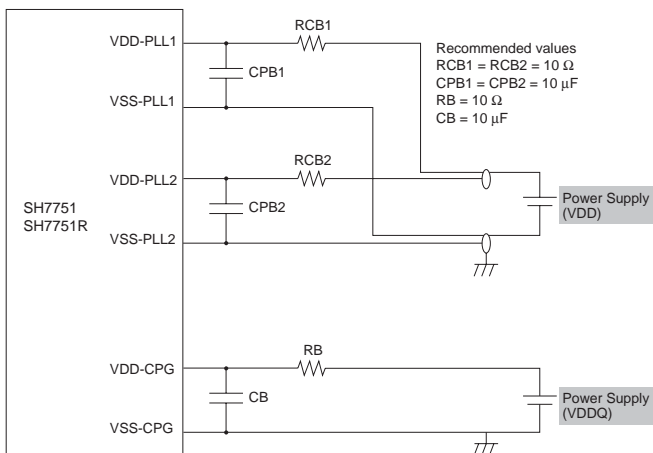 RCB1
VDD-PLL1
Recommended values
RCB1 = RCB2 = 10 Ω
CPB1 = CPB2 = 10 μF
RB = 10 Ω
CB = 10 μF
CPB1
VSS-PLL1
RCB2
VDD-PLL2
SH7751
SH7751R
CPB2
Power Supply
(VDD)
VSS-PLL2
RB
VDD-CPG
CB
Power Supply
(VDDQ)
VSS-CPG